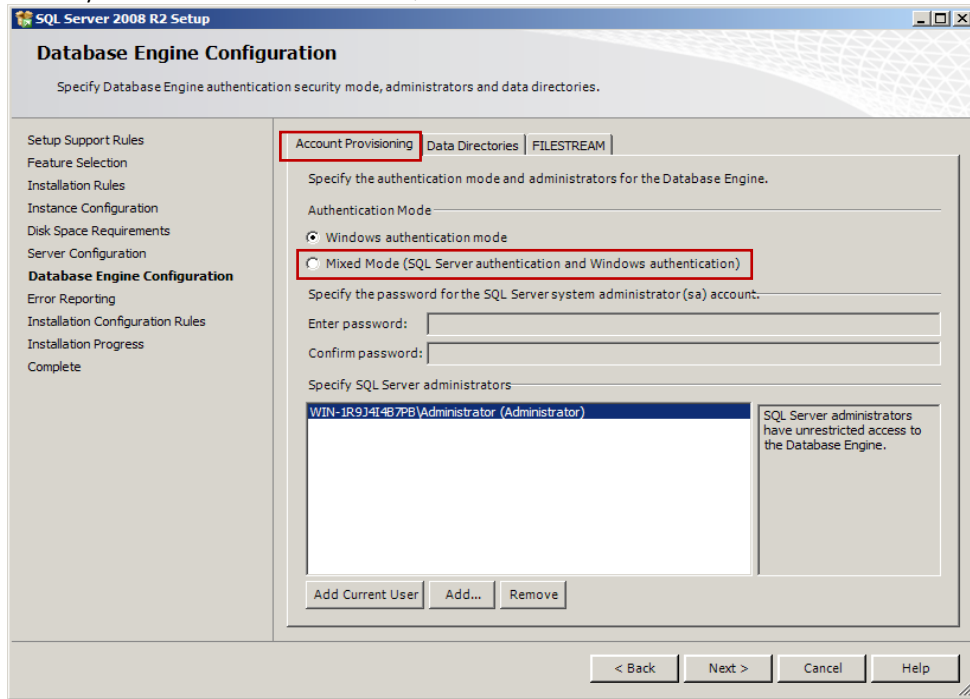 SQL Server 2008 R2 Setup
Database Engine Configuration
Specify Database Engine authentication security mode, administrators and data directories.
Setup Support Rules
Feature Selection
Installation Rules
Instance Configuration
Disk Space Requirements
Server Configuration
Database Engine Configuration
Error Reporting
Installation Configuration Rules
Installation Progress
Complete
Account Provisioning Data Directories FILESTREAM
Specify the authentication mode and administrators for the Database Engine.
Authentication Mode
Windows authentication mode
Mixed Mode (SQL Server authentication and Windows authentication)
Specify the password for the SQL Server system administrator (sa) account.
Enter password:
Confirm password:
Specify SQL Server administrators
WIN-1R9J4I4B7PB\Administrator (Administrator)
SQL Server administrators
have unrestricted access to
the Database Engine.
Add Current User Add... Remove
< Back Next > Cancel Help